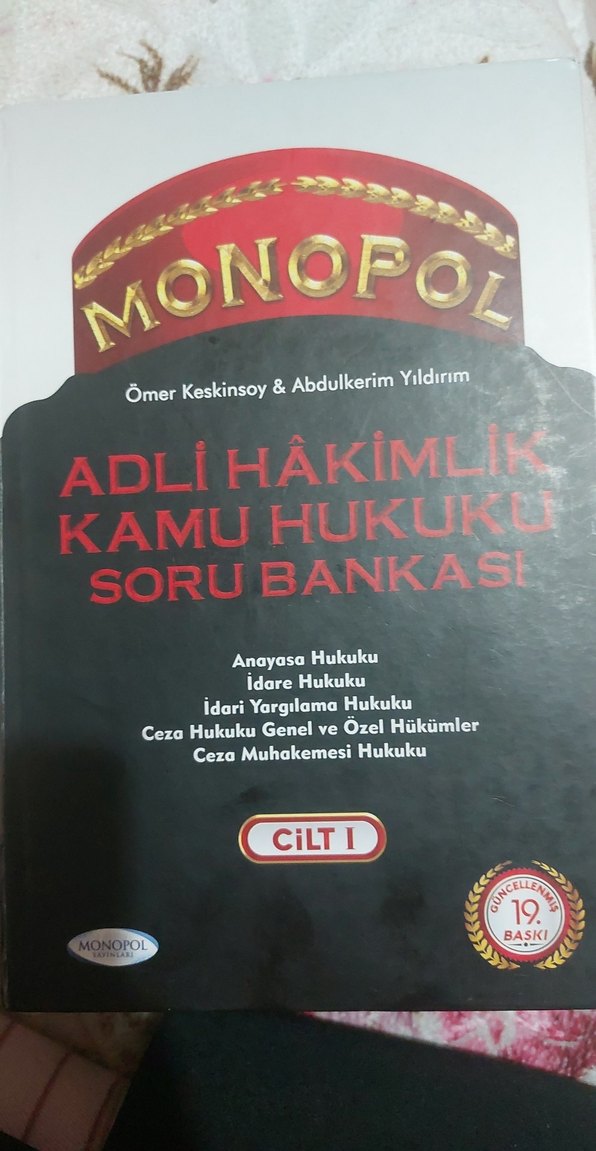 MONOPOL
Ömer Keskinsoy & Abdulkerim Yıldırım
ADLİ HÂKİMLİK
KAMU HUKUKU
SORU BANKASI
Anayasa Hukuku
İdare Hukuku
İdari Yargılama Hukuku
Ceza Hukuku Genel ve Özel Hükümler
Ceza Muhakemesi Hukuku
CİLT I
GÜNCELLENMİŞ
19.
BASKI
MONOPOL
YAYINLARI